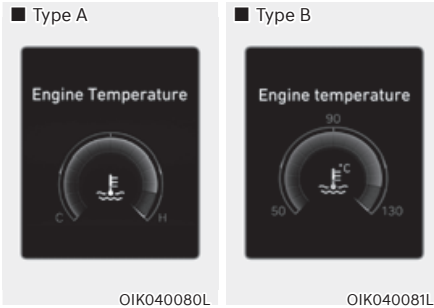 ■ Type A
Engine Temperature
C
H
OIK040080L
■ Type B
Engine temperature
90
°C
50
130
OIK040081L